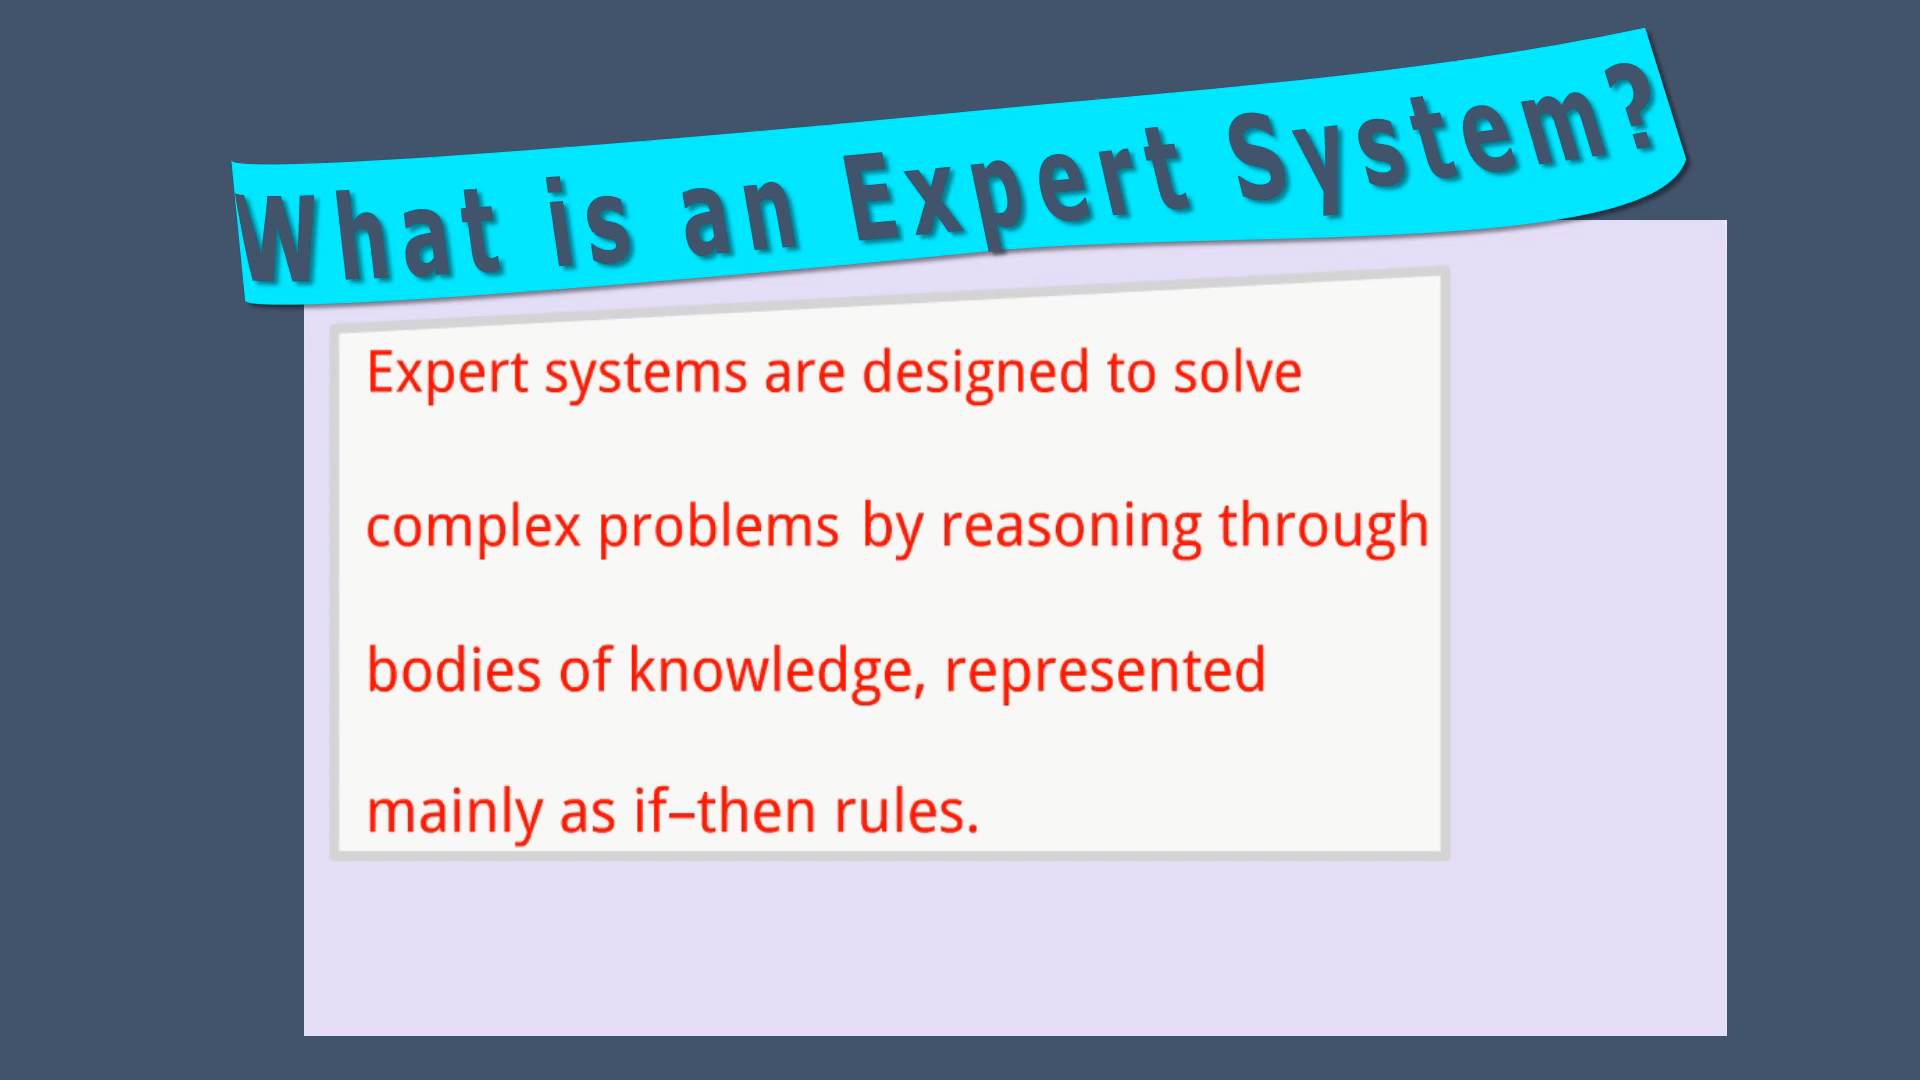 What is an Expert System?
Expert systems are designed to solve
complex problems by reasoning through
bodies of knowledge, represented
mainly as if–then rules.